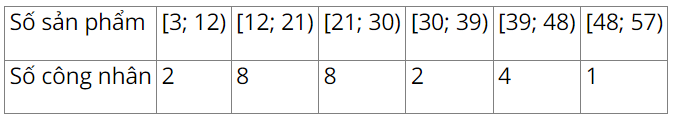 Số sản phẩm [3; 12) [12; 21) [21; 30) [30; 39) [39; 48) [48; 57)
Số công nhân 2 8 8 2 4 1